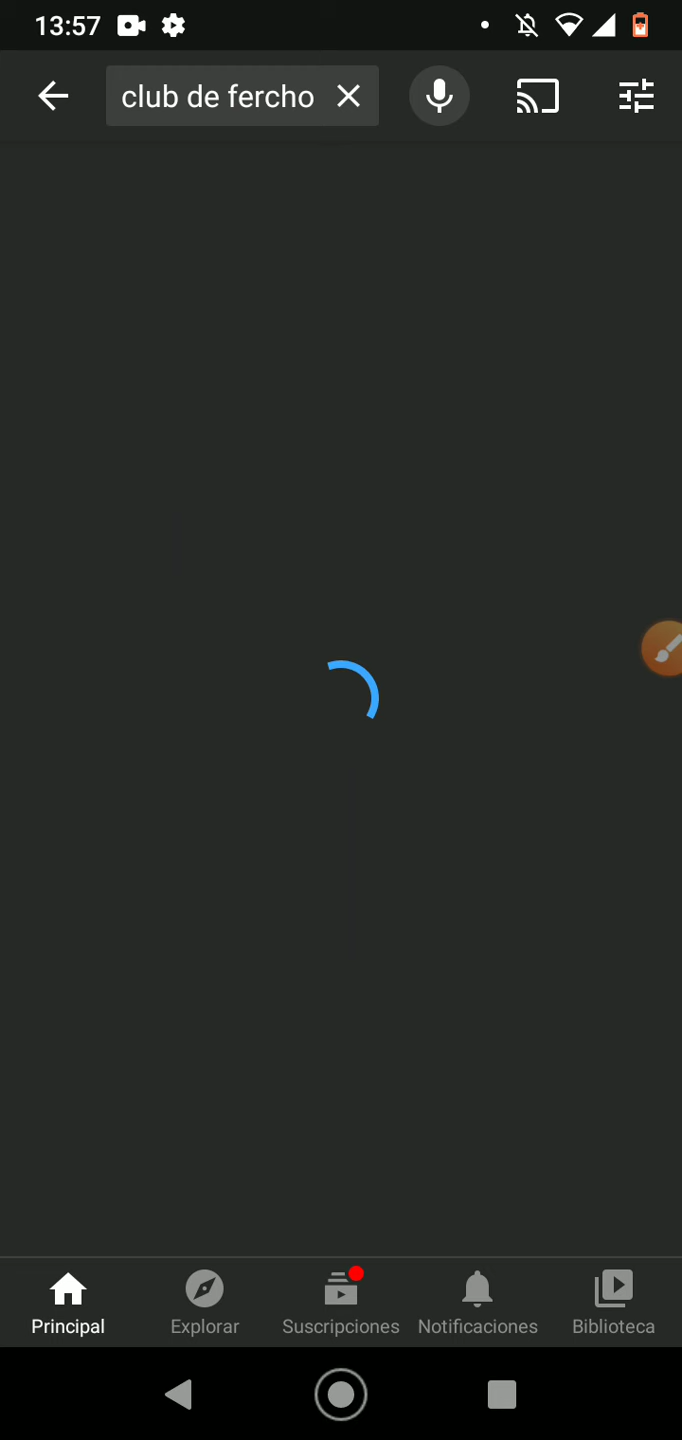 13:57
club de fercho
Principal
Explorar
Suscripciones
Notificaciones
Biblioteca